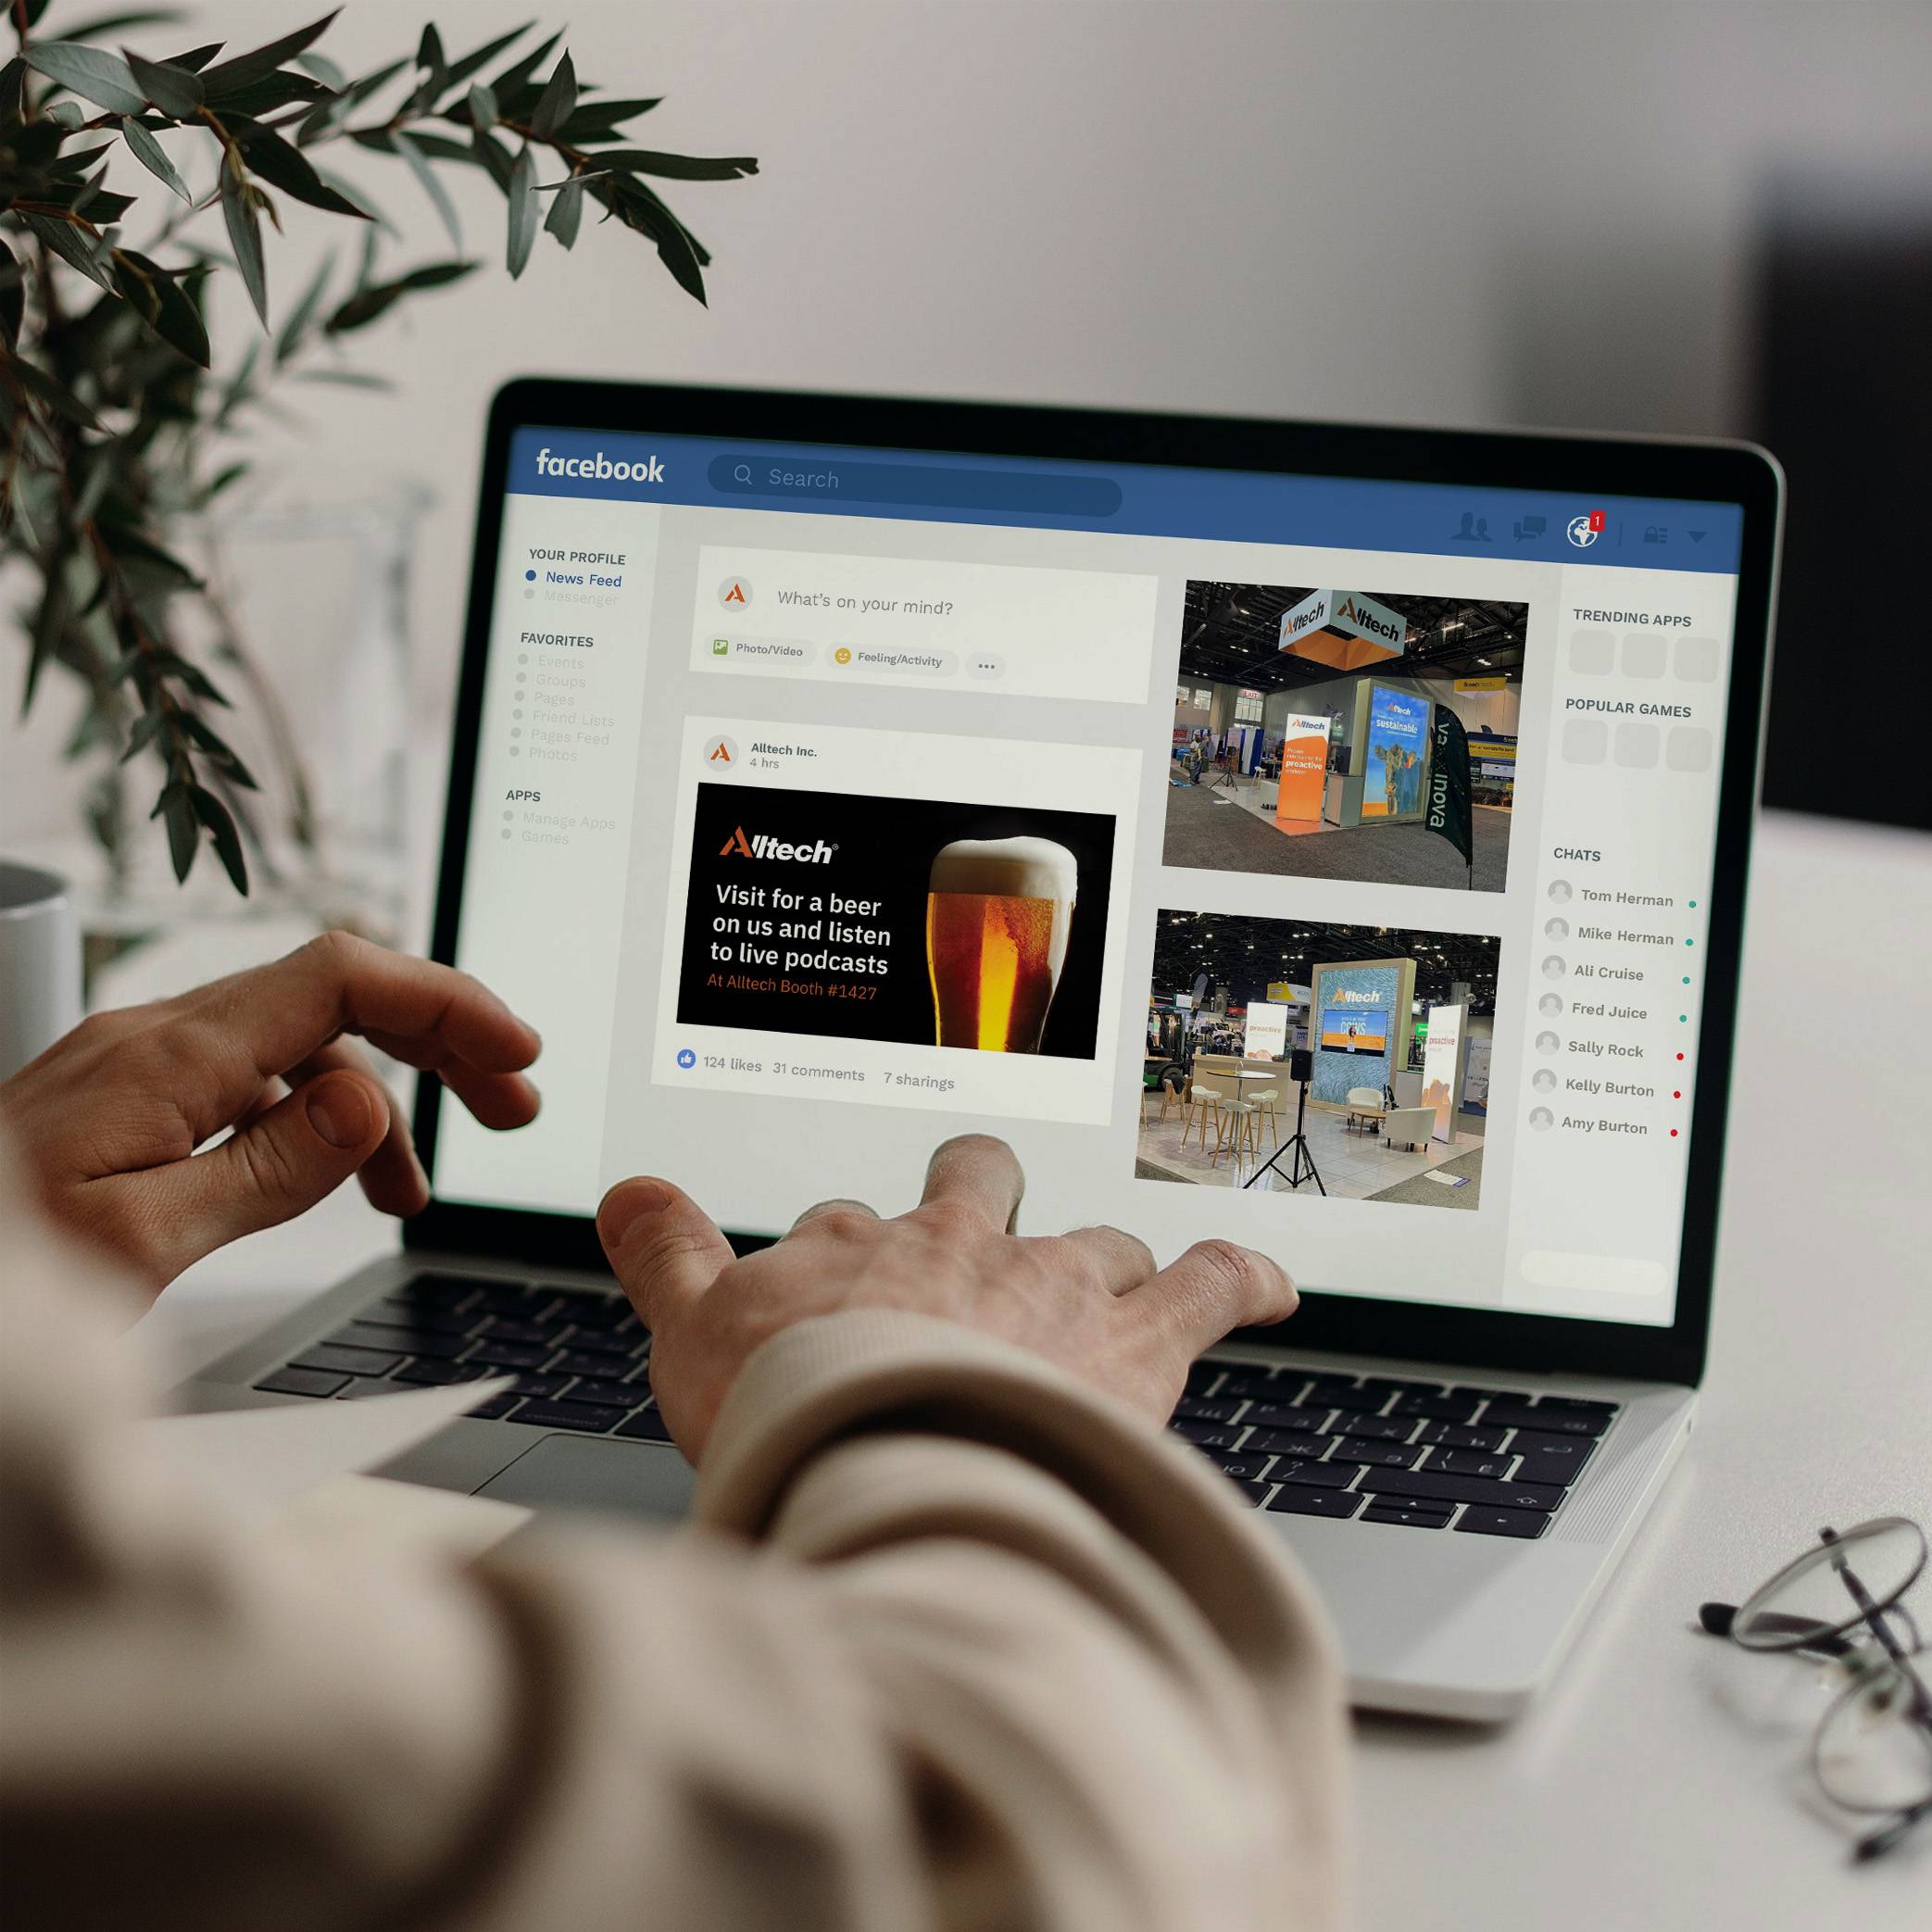 facebook
Search
1
YOUR PROFILE
News Feed
Messenger
FAVORITES
Events
Groups
Pages
Friend Lists
Pages Feed
Photos
APPS
Manage Apps
Games
What's on your mind?
Photo/Video
Feeling/Activity
Alltech Inc.
4 hrs
Alltech®
Visit for a beer
on us and listen
to live podcasts
At Alltech Booth #1427
124 likes 31 comments 7 sharings
Alltech Alltech
Alltech
proactive
Alltech
sustainable
vaxxinova
Alltech
COWS
proactive
proactive
TRENDING APPS
POPULAR GAMES
CHATS
Tom Herman
Mike Herman
Ali Cruise
Fred Juice
Sally Rock
Kelly Burton
Amy Burton
command